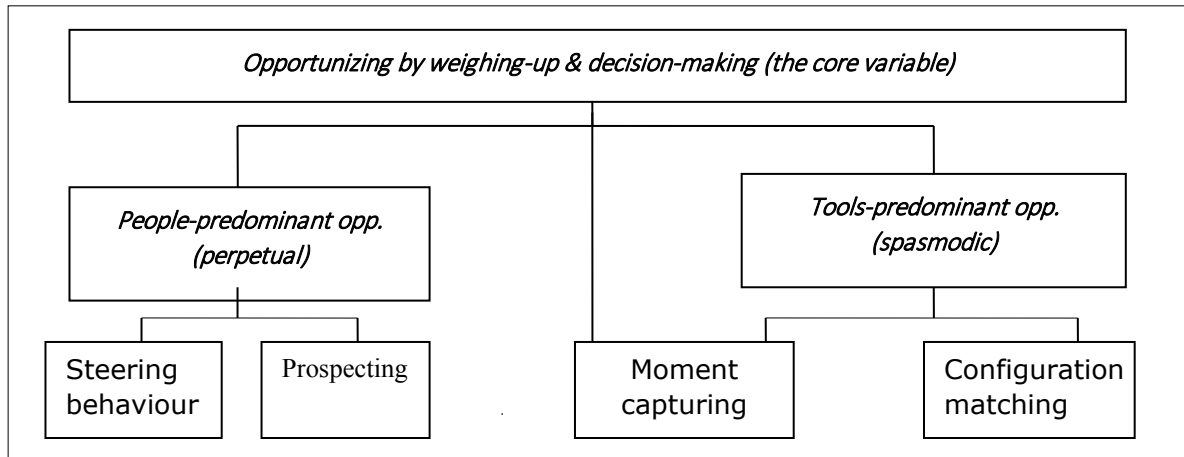 Opportunizing by weighing-up & decision-making (the core variable)
People-predominant opp.
(perpetual)
Tools-predominant opp.
(spasmodic)
Steering
behaviour
Prospecting
Moment
capturing
Configuration
matching